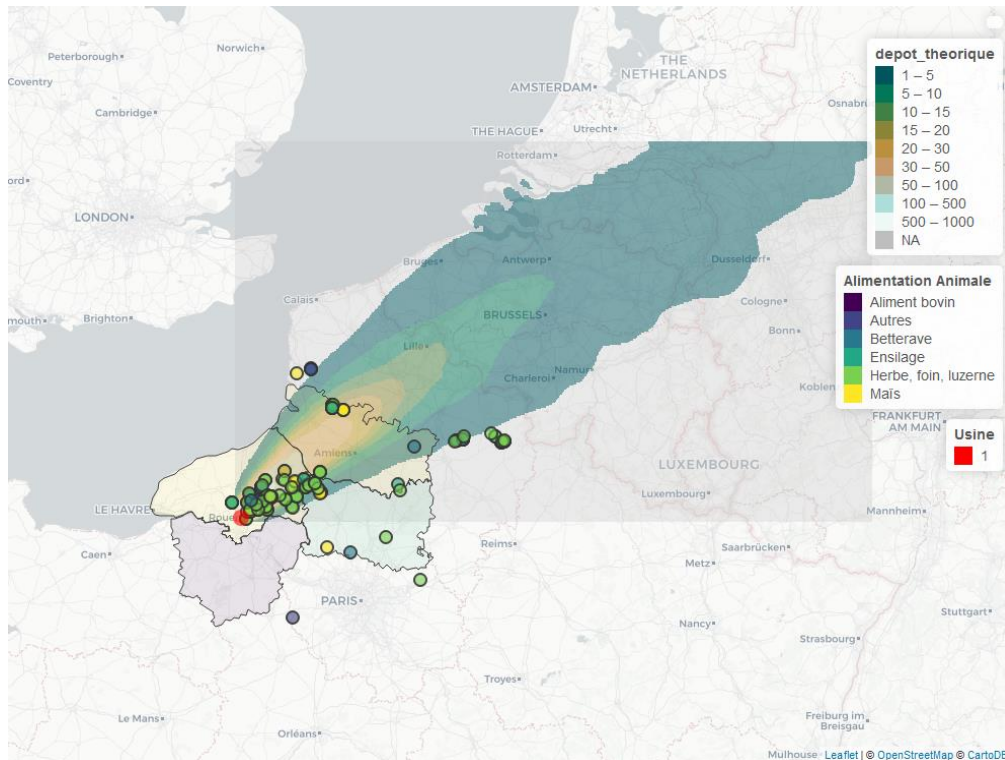 Norwich
Peterborough
Coventry
Cambridge
THE
NETHERLANDS
AMSTERDAM
THE HAGUE
Utrecht
Rotterdam
LONDON
Bruges
Antwerp
Dusseldorf
Calais
Brighton
BRUSSELS
Cologne
Bonn
Lille
Charleroi
Namur
Koblen
FRANKFURT
AM MAIN
Amiens
LUXEMBOURG
Luxembourg
LE HAVRE
Mannheim
Caen
Reims
Saarbrücken
Metz
PARIS
Nancy
Stuttgart
Strasbourg
Troyes
Le Mans
Orléans
Freiburg im
Breisgau
Mulhouse
depot_theorique
1 – 5
5 – 10
10 – 15
15 – 20
20 – 30
30 – 50
50 – 100
100 – 500
500 – 1000
NA
Alimentation Animale
Aliment bovin
Autres
Betterave
Ensilage
Herbe, foin, luzerne
Maïs
Usine
1
Leaflet | © OpenStreetMap © CartoDB